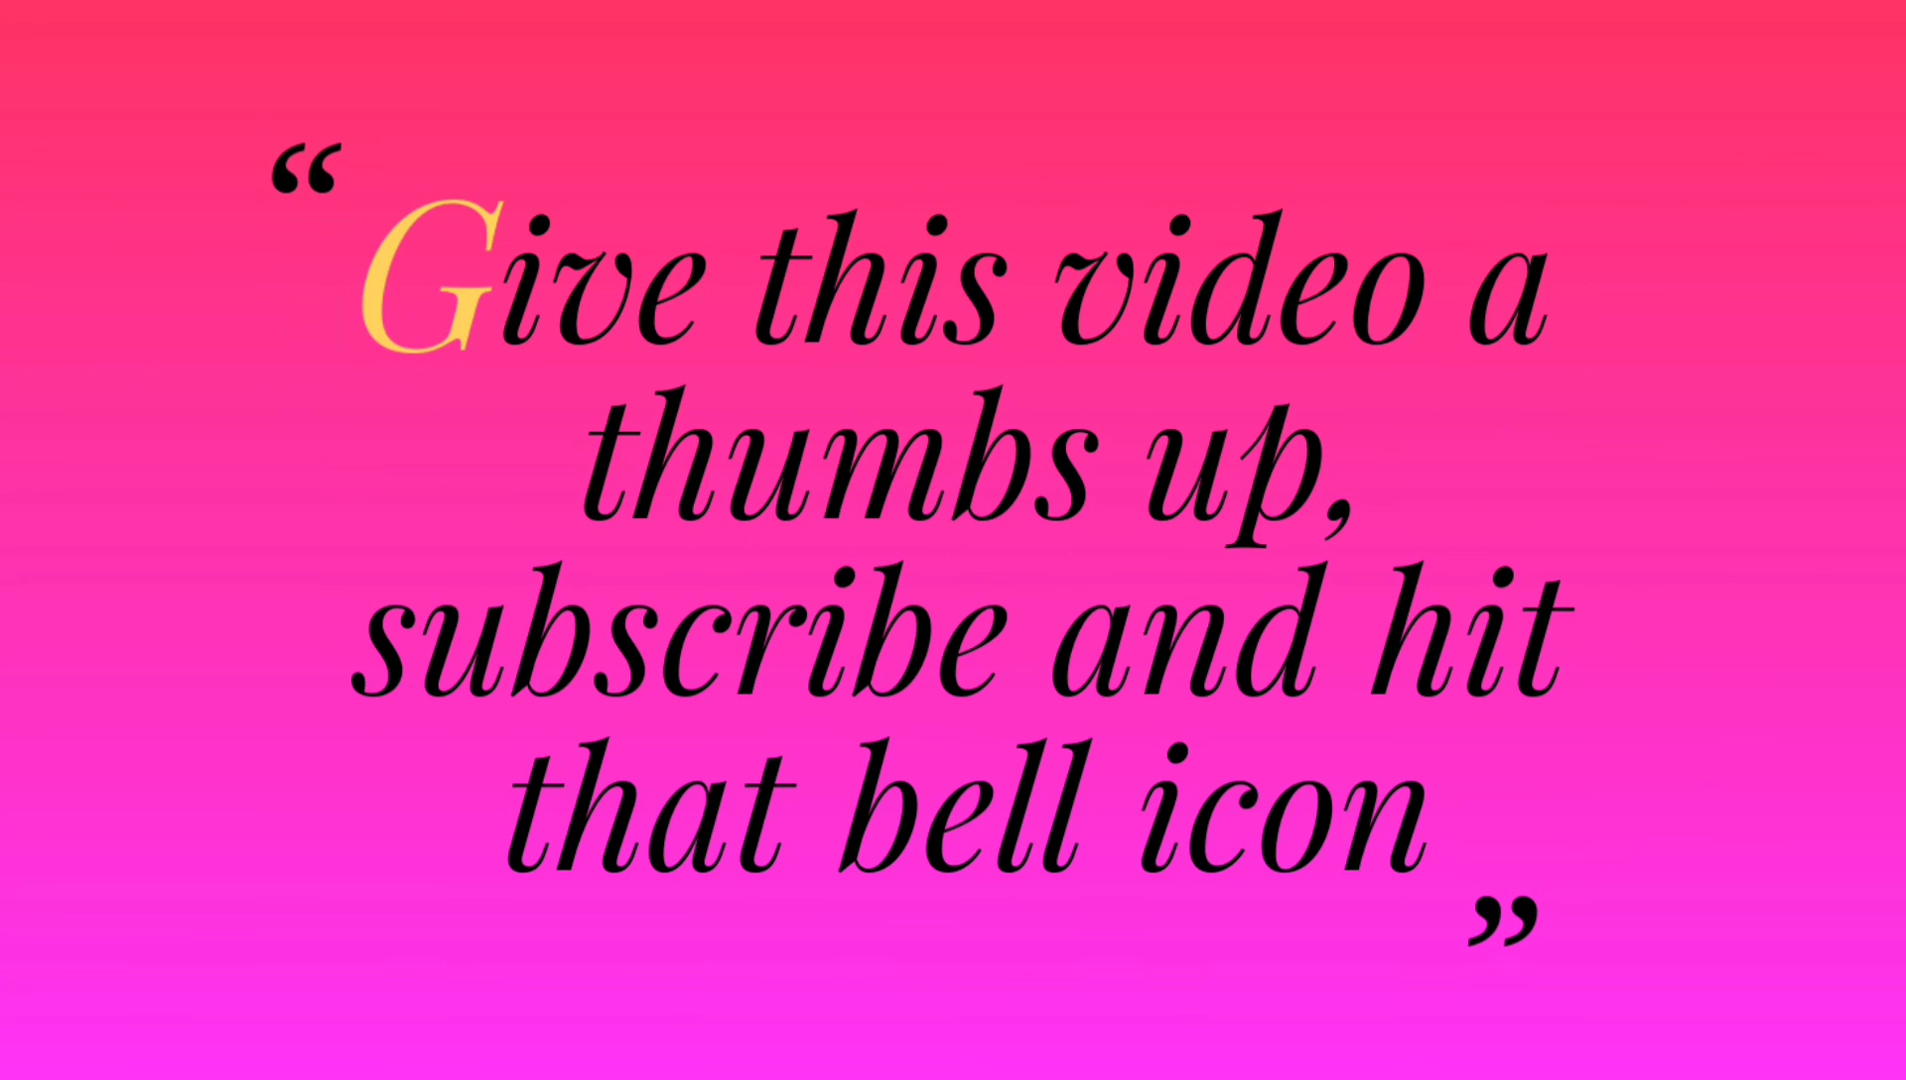 “Give this video a
thumbs up,
subscribe and hit
that bell icon”